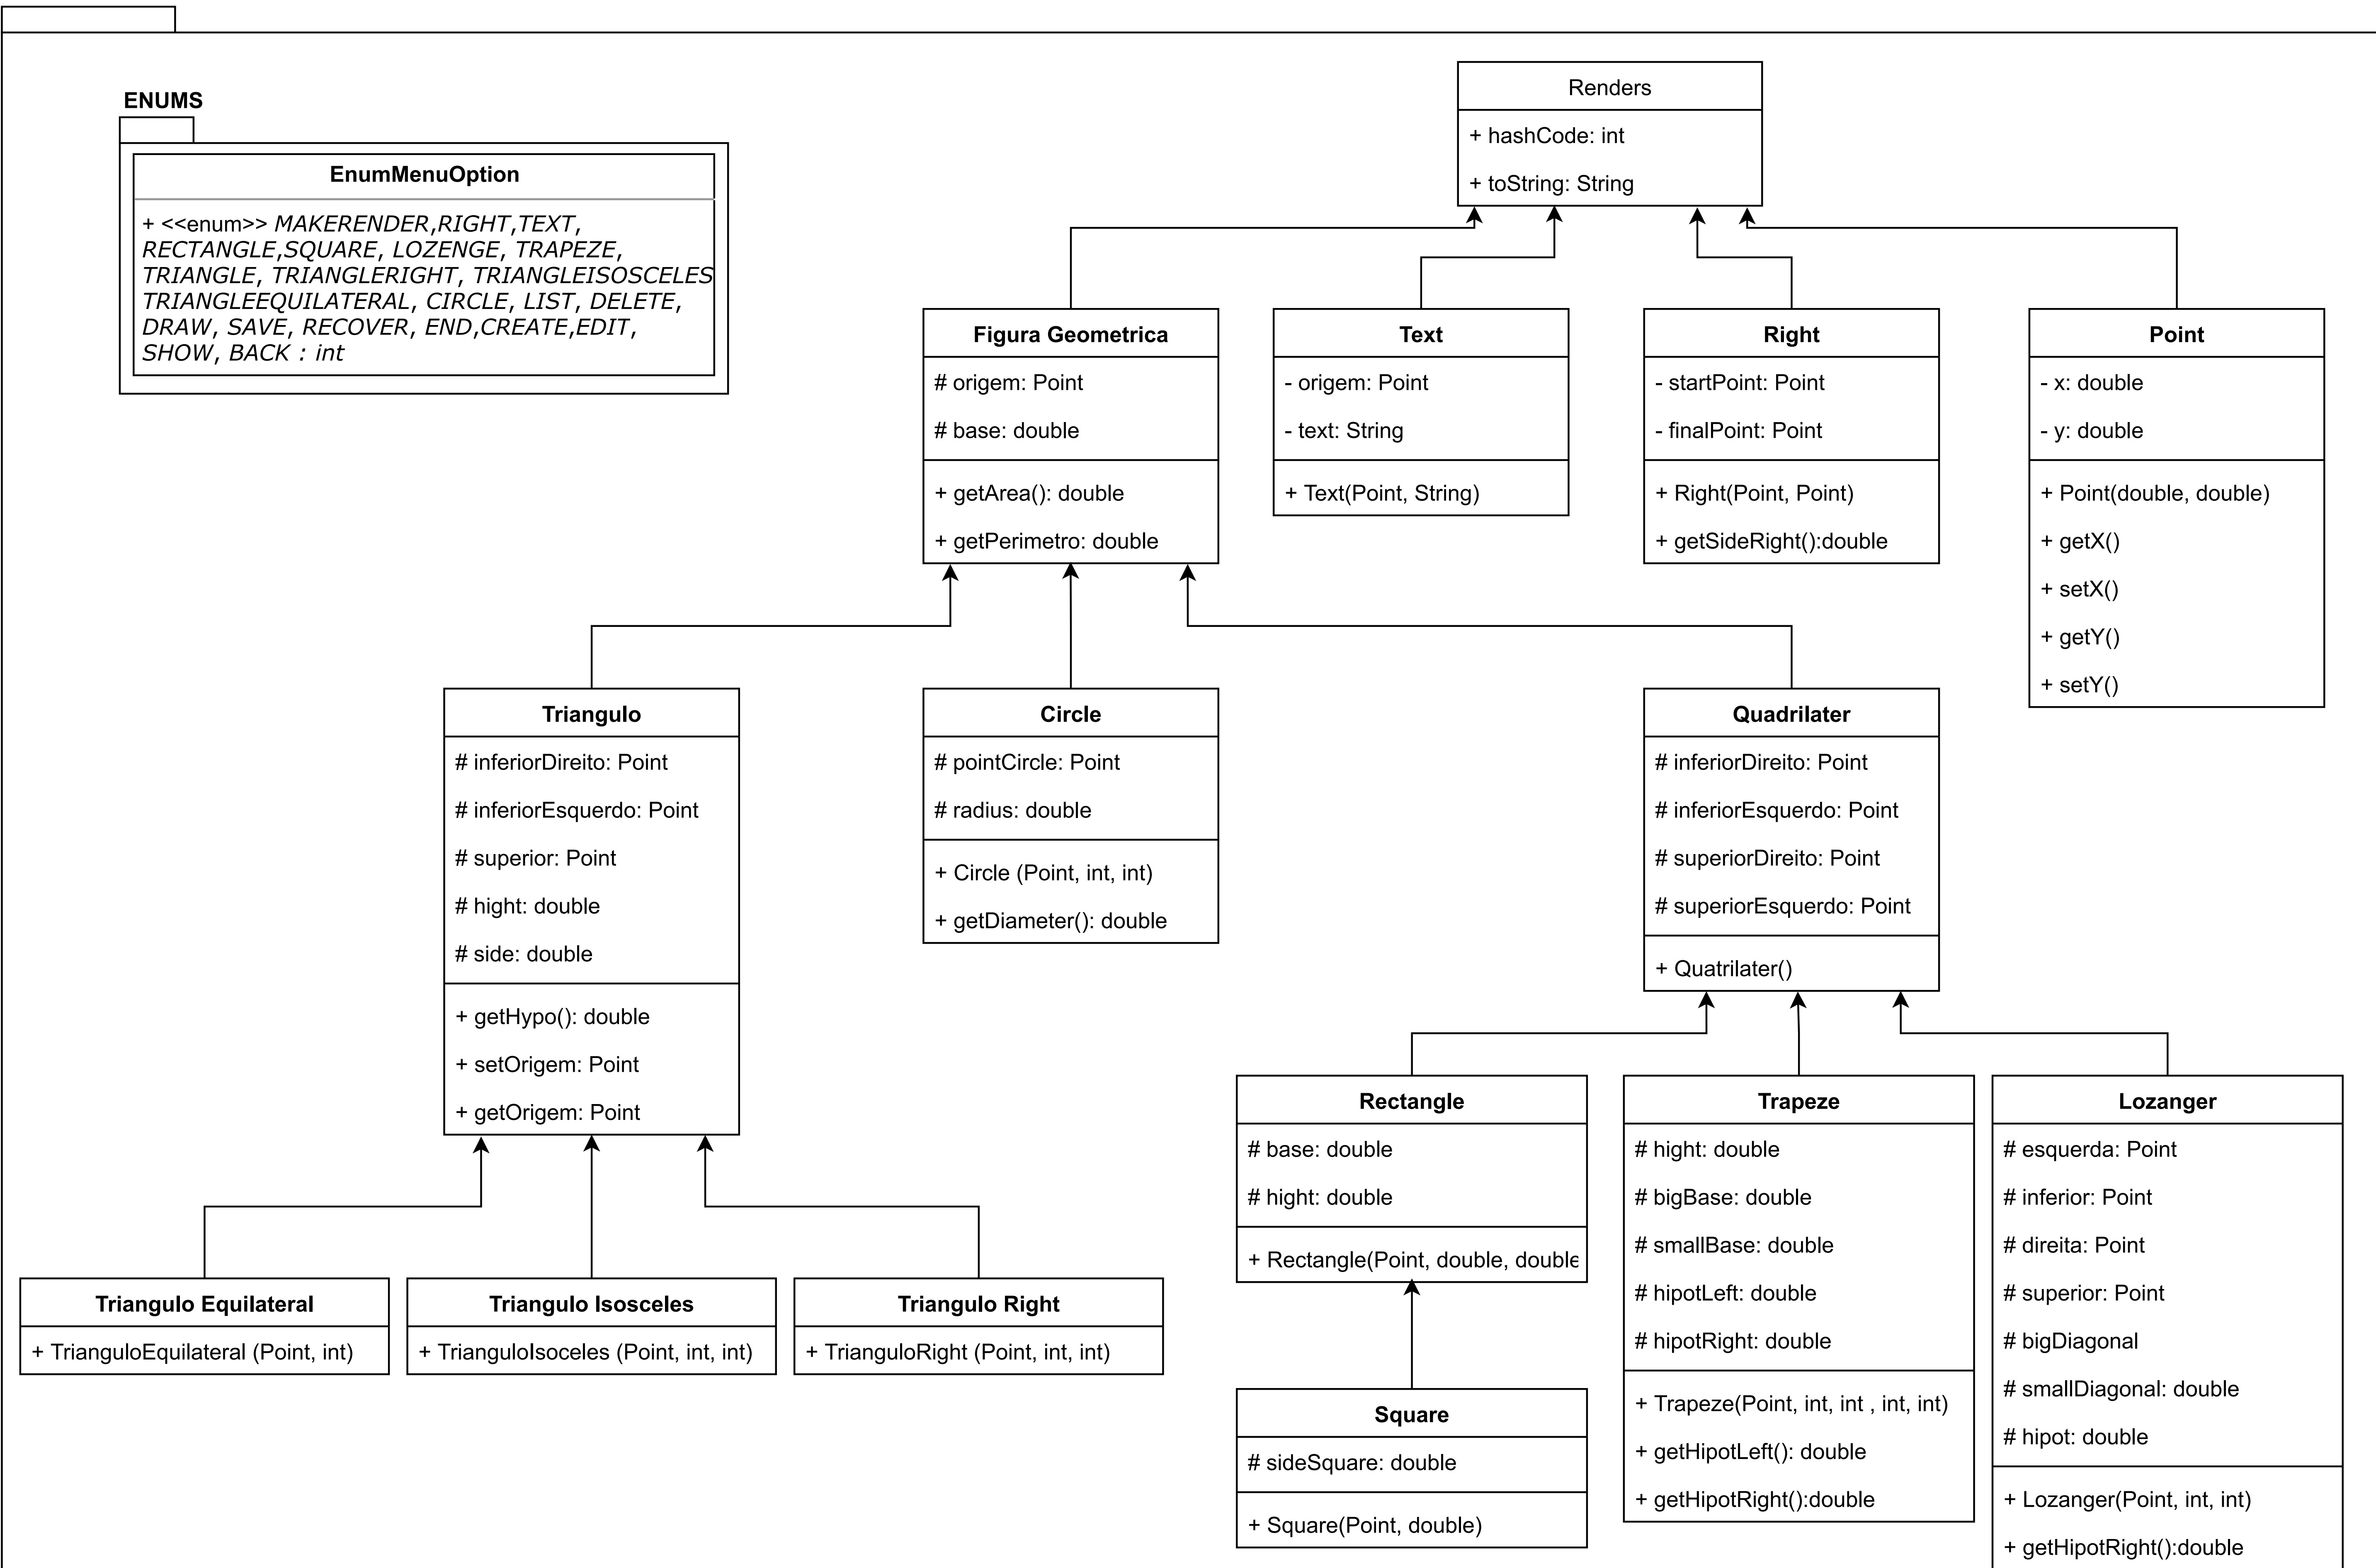 ENUMS
EnumMenuOption
+ <<enum>> MAKERENDER,RIGHT,TEXT,
RECTANGLE,SQUARE, LOZENGE, TRAPEZE,
TRIANGLE, TRIANGLERIGHT, TRIANGLEISOSCELES
TRIANGLEEQUILATERAL, CIRCLE, LIST, DELETE,
DRAW, SAVE, RECOVER, END,CREATE,EDIT,
SHOW, BACK : int
Renders
+ hashCode: int
+ toString: String
Figura Geometrica
# origem: Point
# base: double
+ getArea(): double
+ getPerimetro: double
Text
- origem: Point
- text: String
+ Text(Point, String)
Right
- startPoint: Point
- finalPoint: Point
+ Right(Point, Point)
+ getSideRight():double
Point
- x: double
- y: double
+ Point(double, double)
+ getX()
+ setX()
+ getY()
+ setY()
Triangulo
# inferiorDireito: Point
# inferiorEsquerdo: Point
# superior: Point
# hight: double
# side: double
+ getHypo(): double
+ setOrigem: Point
+ getOrigem: Point
Circle
# pointCircle: Point
# radius: double
+ Circle (Point, int, int)
+ getDiameter(): double
Quadrilater
# inferiorDireito: Point
# inferiorEsquerdo: Point
# superiorDireito: Point
# superiorEsquerdo: Point
+ Quatrilater()
Triangulo Equilateral
+ TrianguloEquilateral (Point, int)
Triangulo Isosceles
+ TrianguloIsoceles (Point, int, int)
Triangulo Right
+ TrianguloRight (Point, int, int)
Rectangle
# base: double
# hight: double
+ Rectangle(Point, double, double
Square
# sideSquare: double
+ Square(Point, double)
Trapeze
# hight: double
# bigBase: double
# smallBase: double
# hipotLeft: double
# hipotRight: double
+ Trapeze(Point, int, int , int, int)
+ getHipotLeft(): double
+ getHipotRight():double
Lozanger
# esquerda: Point
# inferior: Point
# direita: Point
# superior: Point
# bigDiagonal
# smallDiagonal: double
# hipot: double
+ Lozanger(Point, int, int)
+ getHipotRight():double